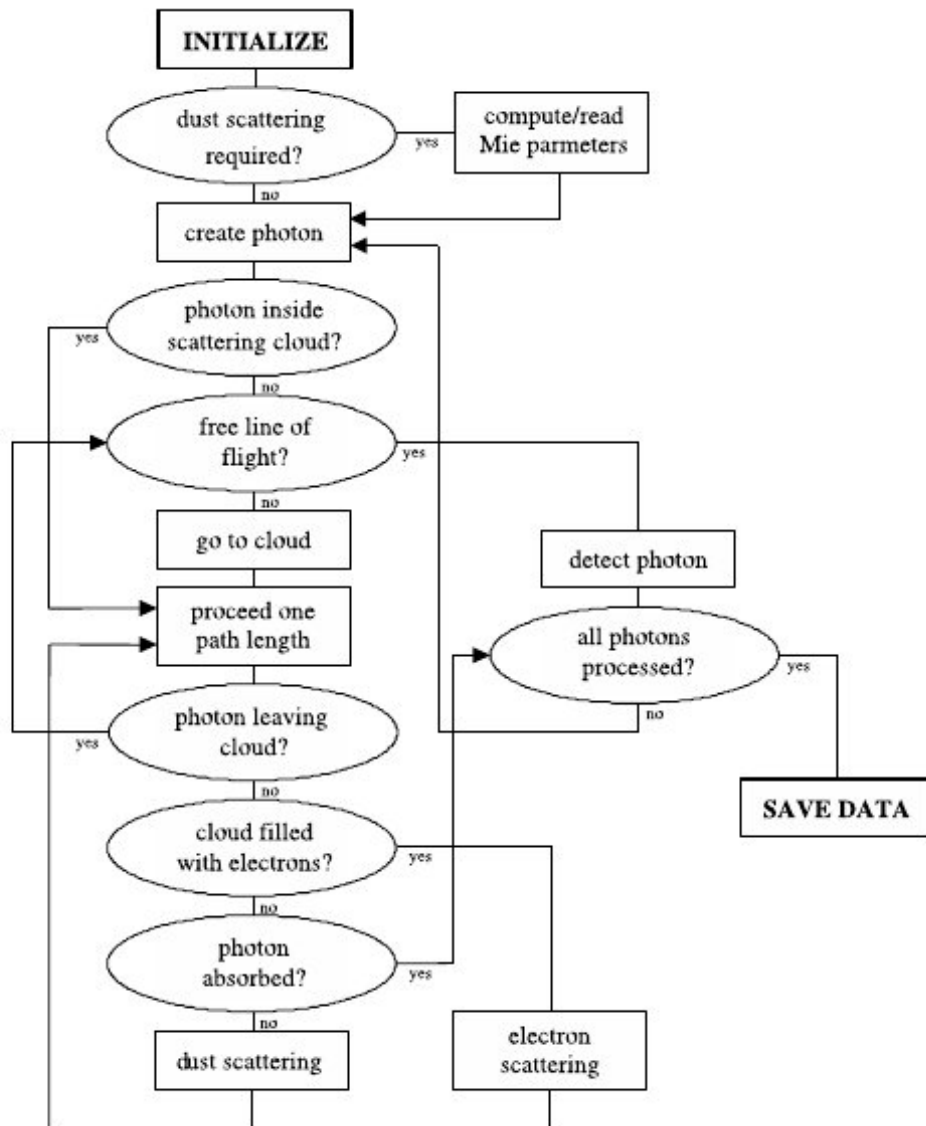 INITIALIZE
dust scattering
required?
yes
compute/read
Mie parmeters
no
create photon
photon inside
scattering cloud?
yes
no
free line of
flight?
yes
no
go to cloud
detect photon
proceed one
path length
all photons
processed?
yes
no
photon leaving
cloud?
yes
no
SAVE DATA
cloud filled
with electrons?
yes
no
photon
absorbed?
yes
no
dust scattering
electron
scattering